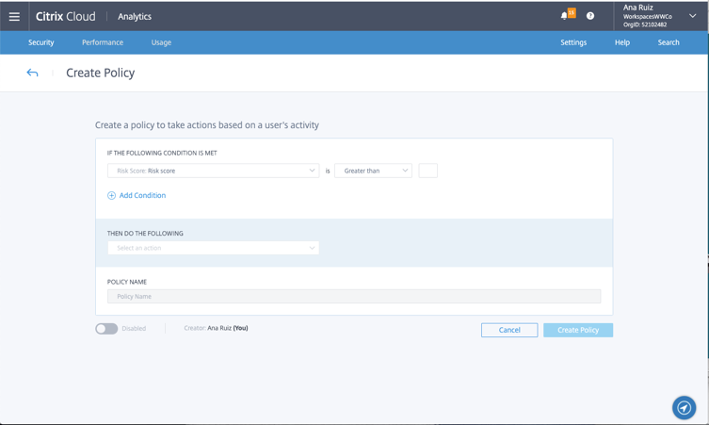 Citrix Cloud Analytics
Ana Ruiz
WorkspacesWWCo
OrgID: 52102482
Security Performance Usage Settings Help Search
Create Policy
Create a policy to take actions based on a user's activity
IF THE FOLLOWING CONDITION IS MET
Risk Score: Risk score is Greater than
Add Condition
THEN DO THE FOLLOWING
Select an action
POLICY NAME
Policy Name
Disabled Creator: Ana Ruiz (You) Cancel Create Policy